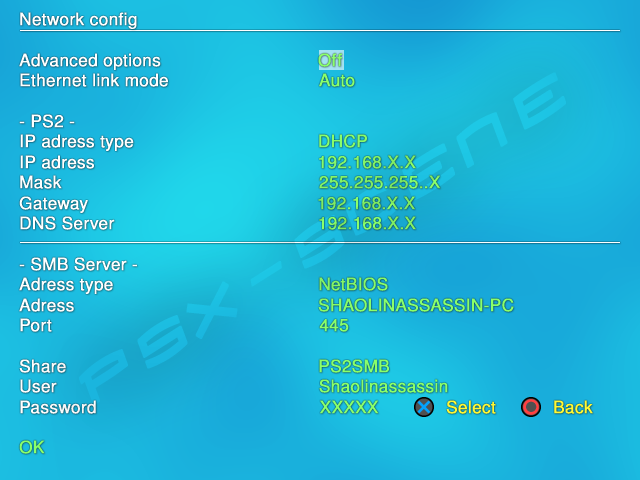 Network config
Advanced options Off
Ethernet link mode Auto
- PS2 -
IP adress type DHCP
IP adress 192.168.X.X
Mask 255.255.255..X
Gateway 192.168.X.X
DNS Server 192.168.X.X
- SMB Server -
Adress type NetBIOS
Adress SHAOLINASSASSIN-PC
Port 445
Share PS2SMB
User Shaolinassassin
Password XXXXX Select Back
OK
PSX-SCENE